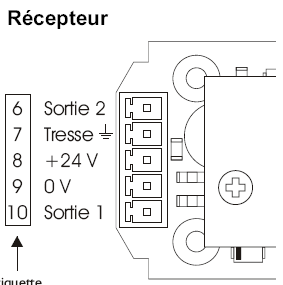 Récepteur
6 Sortie 2
7 Tresse
8 +24 V
9 0 V
10 Sortie 1